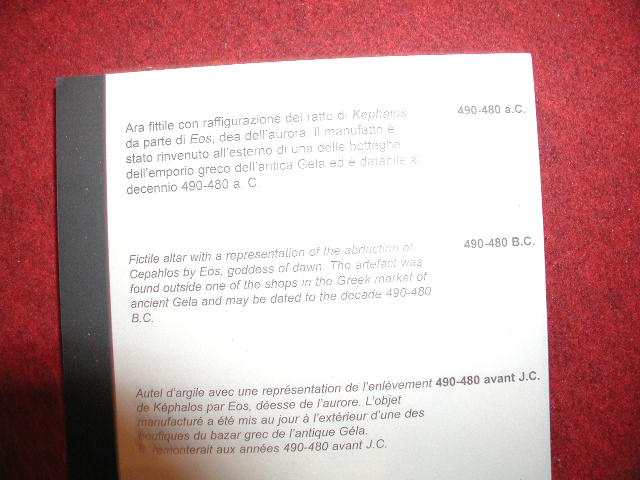 Ara fittile con raffigurazione del ratto di Kephalos 490-480 a.C.
da parte di Eos, dea dell'aurora. Il manufatto è
stato rinvenuto all'esterno di una delle botteghe
dell'emporio greco dell'antica Gela ed è databile al
decennio 490-480 a. C.
Fictile altar with a representation of the abduction of 490-480 B.C.
Cepahlos by Eos, goddess of dawn. The artefact was
found outside one of the shops in the Greek market of
ancient Gela and may be dated to the decade 490-480
B.C.
Autel d'argile avec une représentation de l'enlèvement 490-480 avant J.C.
de Képhalos par Eos, déesse de l'aurore. L'objet
manufacturé a été mis au jour à l'extérieur d'une des
boutiques du bazar grec de l'antique Géla.
Il remonterait aux années 490-480 avant J.C.